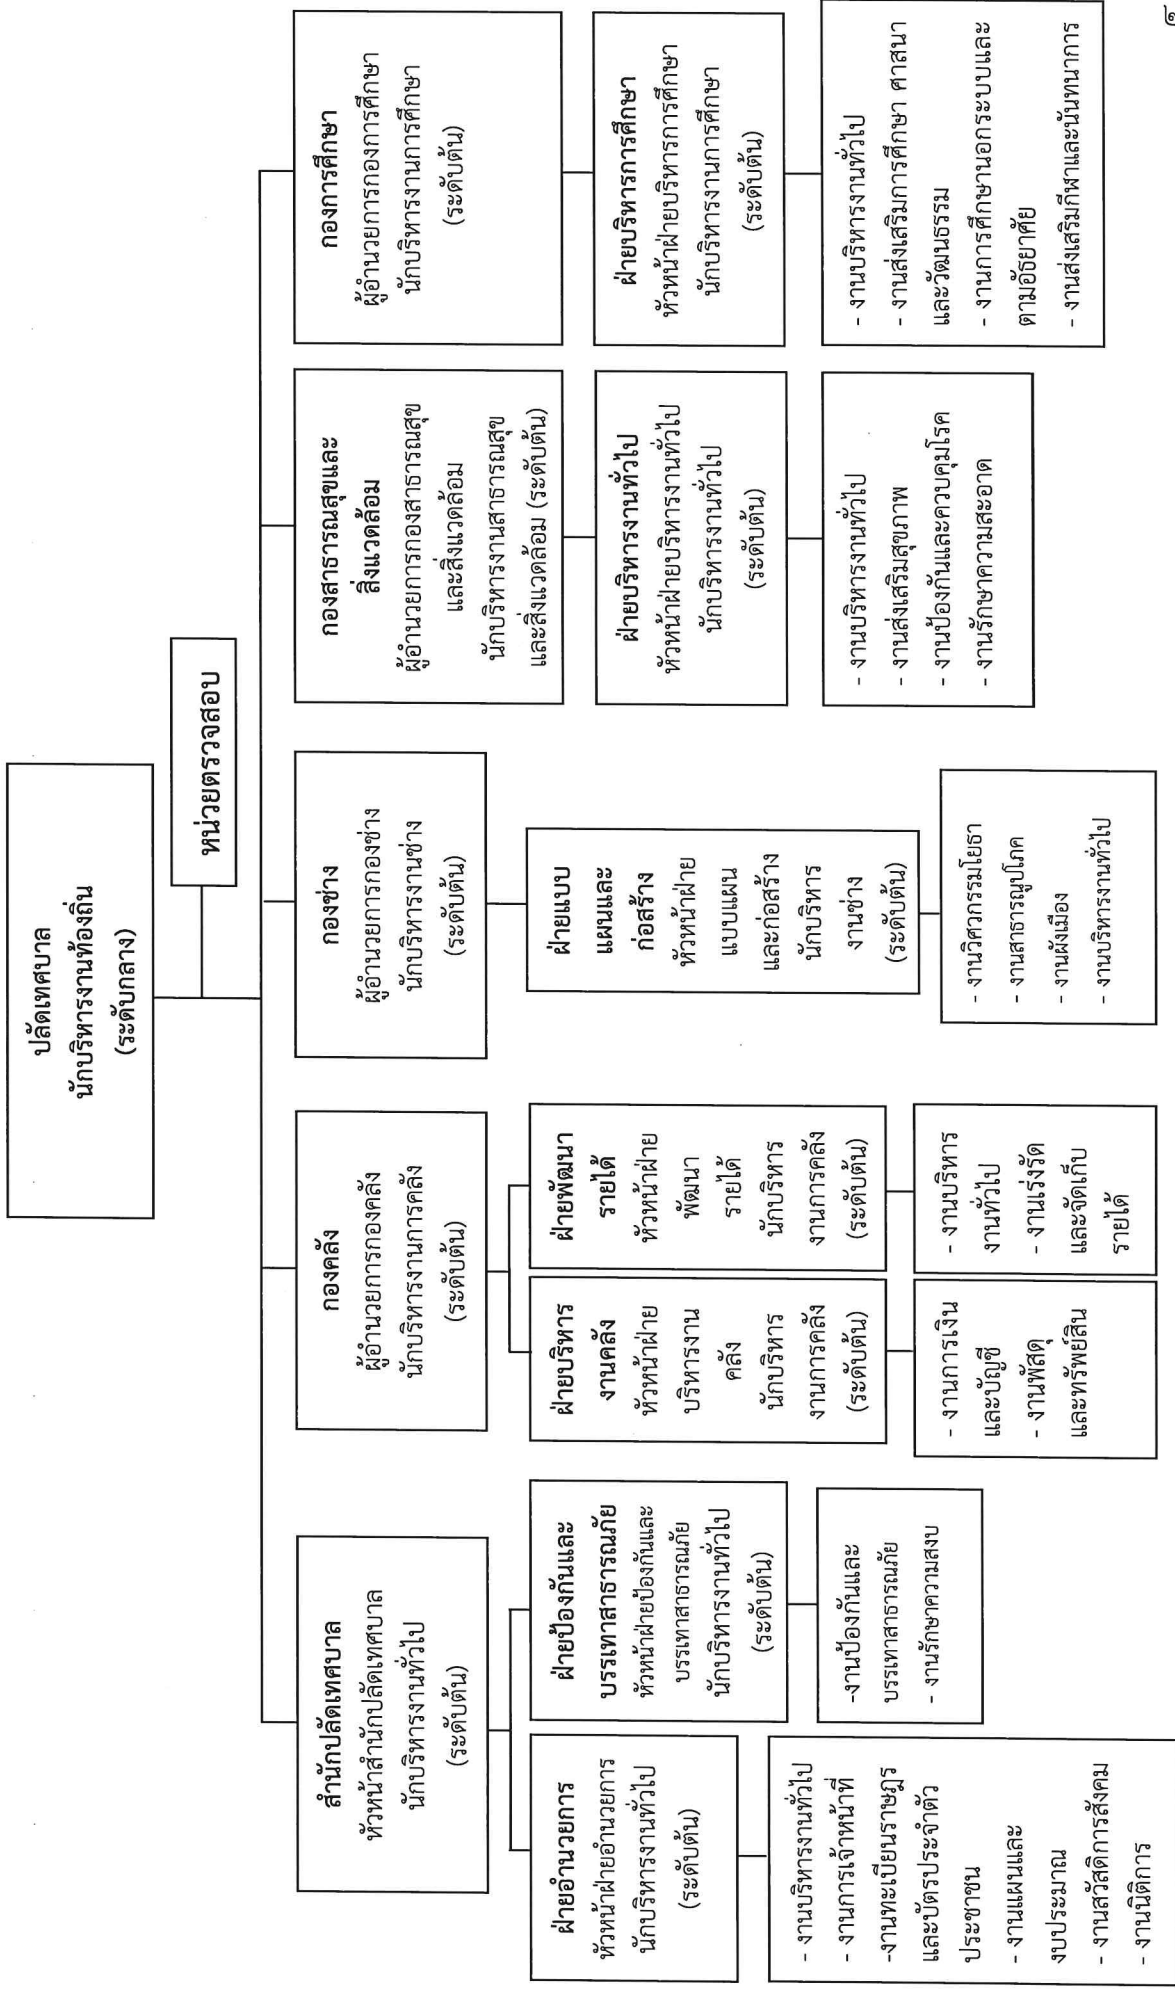 ปลัดเทศบาล
นักบริหารงานท้องถิ่น
(ระดับกลาง)
หน่วยตรวจสอบ
สำนักปลัดเทศบาล
หัวหน้าสำนักปลัดเทศบาล
นักบริหารงานทั่วไป
(ระดับต้น)
กองคลัง
ผู้อำนวยการกองคลัง
นักบริหารงานการคลัง
(ระดับต้น)
กองช่าง
ผู้อำนวยการกองช่าง
นักบริหารงานช่าง
(ระดับต้น)
กองสาธารณสุขและ
สิ่งแวดล้อม
ผู้อำนวยการกองสาธารณสุข
และสิ่งแวดล้อม
นักบริหารงานสาธารณสุข
และสิ่งแวดล้อม (ระดับต้น)
กองการศึกษา
ผู้อำนวยการกองการศึกษา
นักบริหารงานการศึกษา
(ระดับต้น)
ฝ่ายอำนวยการ
หัวหน้าฝ่ายอำนวยการ
นักบริหารงานทั่วไป
(ระดับต้น)
ฝ่ายป้องกันและ
บรรเทาสาธารณภัย
หัวหน้าฝ่ายป้องกันและ
บรรเทาสาธารณภัย
นักบริหารงานทั่วไป
(ระดับต้น)
ฝ่ายบริหาร
งานคลัง
หัวหน้าฝ่าย
บริหารงาน
คลัง
นักบริหาร
งานการคลัง
(ระดับต้น)
ฝ่ายพัฒนา
รายได้
หัวหน้าฝ่าย
พัฒนา
รายได้
นักบริหาร
งานการคลัง
(ระดับต้น)
ฝ่ายแบบ
แผนและ
ก่อสร้าง
หัวหน้าฝ่าย
แบบแผน
และก่อสร้าง
นักบริหาร
งานช่าง
(ระดับต้น)
ฝ่ายบริหารงานทั่วไป
หัวหน้าฝ่ายบริหารงานทั่วไป
นักบริหารงานทั่วไป
(ระดับต้น)
ฝ่ายบริหารการศึกษา
หัวหน้าฝ่ายบริหารการศึกษา
นักบริหารงานการศึกษา
(ระดับต้น)
- งานบริหารงานทั่วไป
- งานการเจ้าหน้าที่
-งานทะเบียนราษฎร
และบัตรประจำตัว
ประชาชน
- งานแผนและ
งบประมาณ
- งานสวัสดิการสังคม
- งานนิติการ
-งานป้องกันและ
บรรเทาสาธารณภัย
- งานรักษาความสงบ
- งานการเงิน
และบัญชี
- งานพัสดุ
และทรัพย์สิน
- งานบริหาร
งานทั่วไป
- งานเร่งรัด
และจัดเก็บ
รายได้
- งานวิศวกรรมโยธา
- งานสาธารณูปโภค
- งานผังเมือง
- งานบริหารงานทั่วไป
- งานบริหารงานทั่วไป
- งานส่งเสริมสุขภาพ
- งานป้องกันและควบคุมโรค
- งานรักษาความสะอาด
- งานบริหารงานทั่วไป
- งานส่งเสริมการศึกษา ศาสนา
และวัฒนธรรม
- งานการศึกษานอกระบบและ
ตามอัธยาศัย
- งานส่งเสริมกีฬาและนันทนาการ